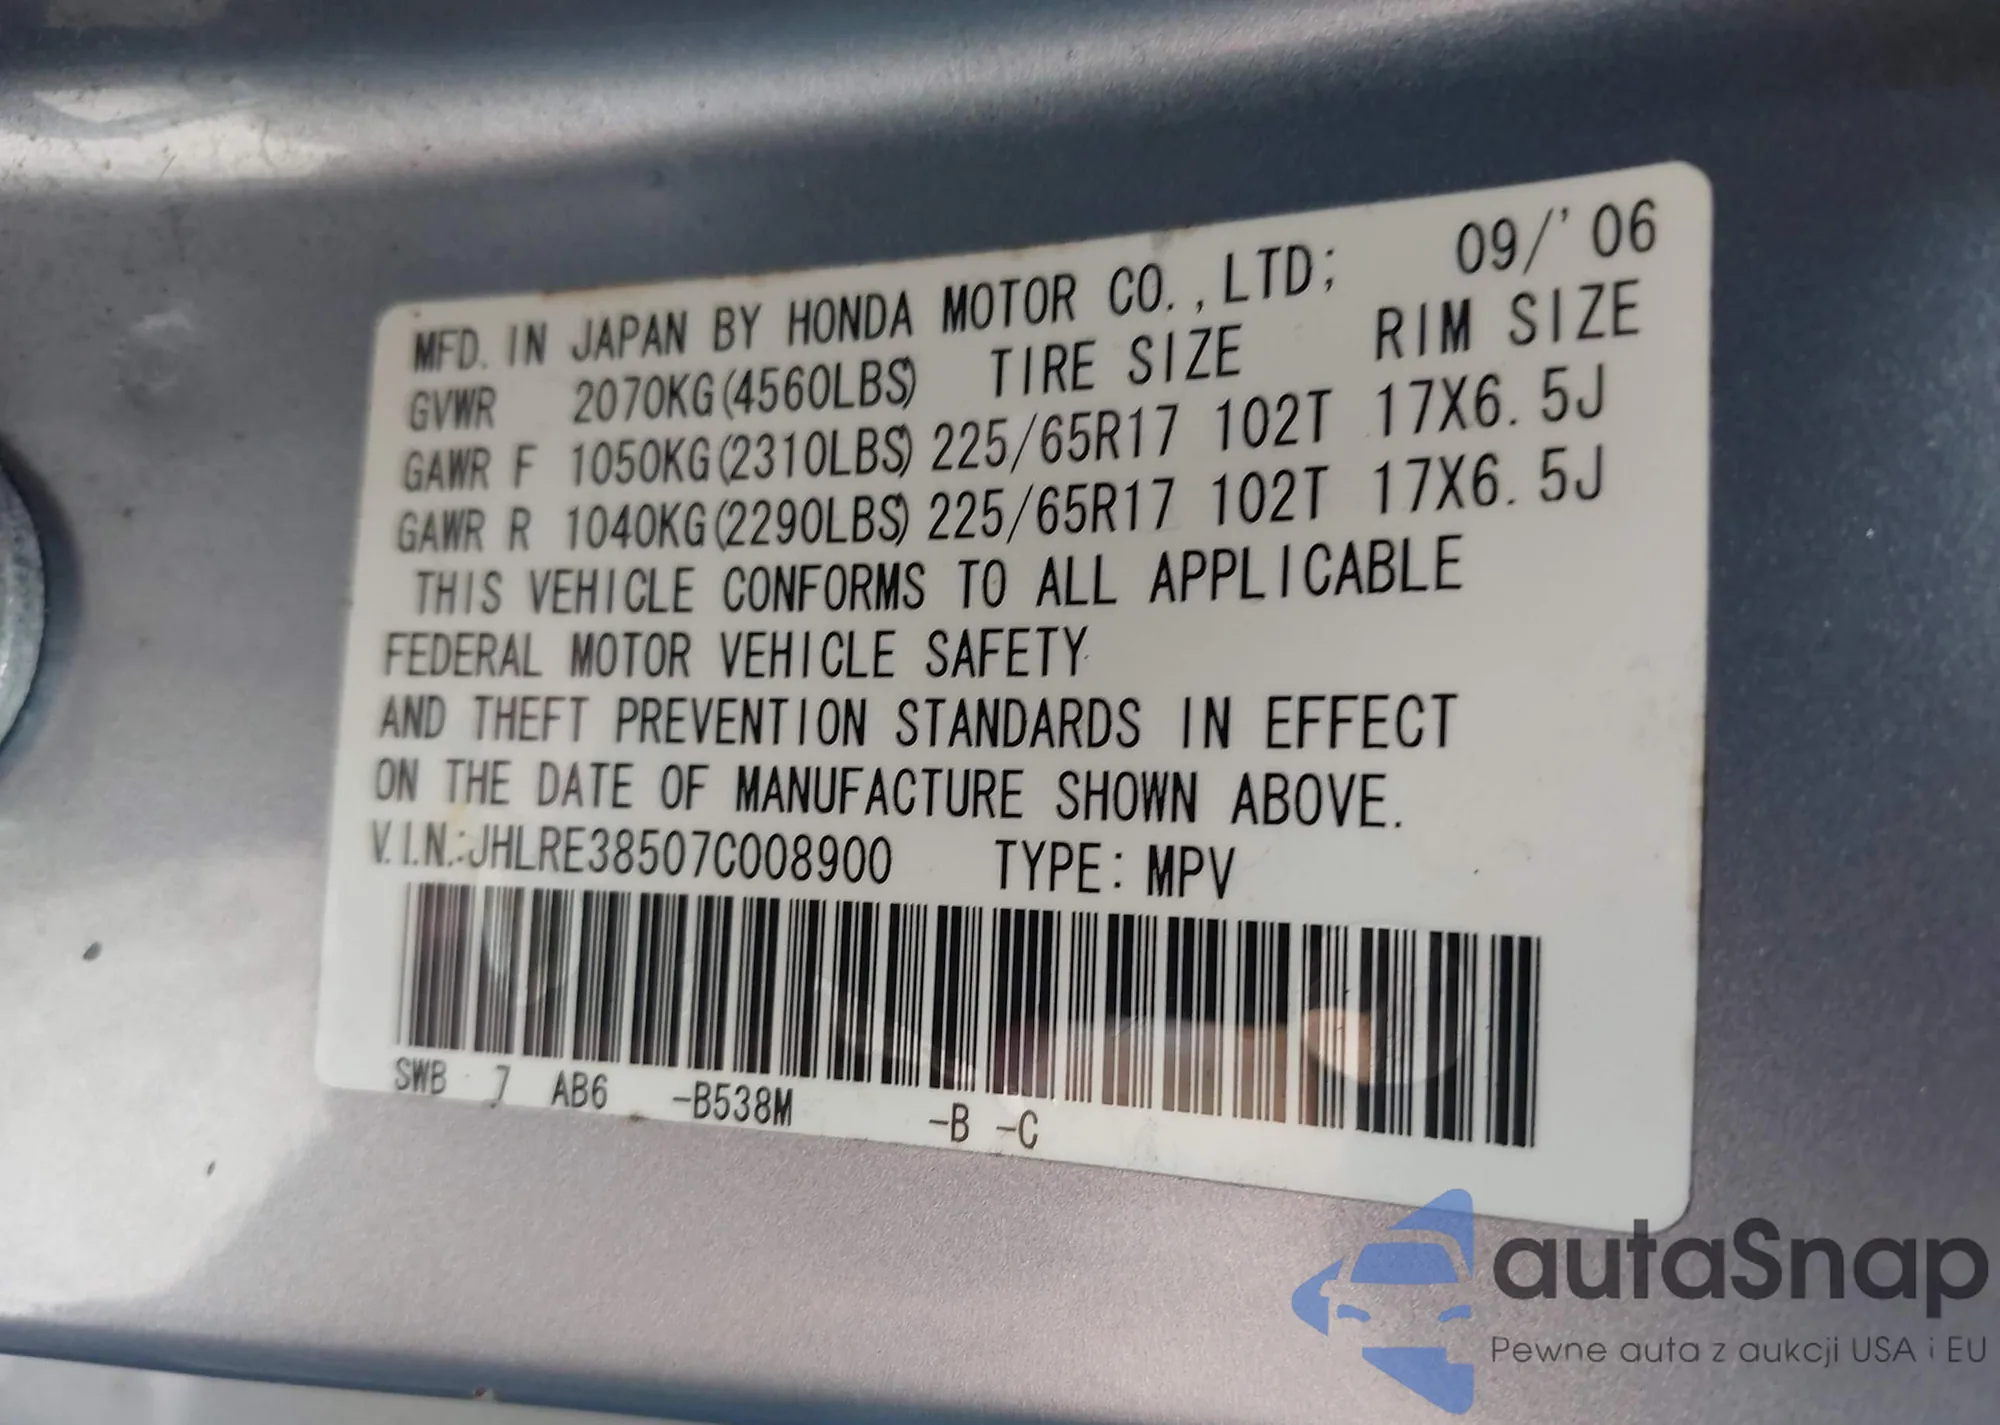 MFD. IN JAPAN BY HONDA MOTOR CO.,LTD; 09/'06
GVWR 2070KG(4560LBS) TIRE SIZE RIM SIZE
GAWR F 1050KG(2310LBS) 225/65R17 102T 17X6.5J
GAWR R 1040KG(2290LBS) 225/65R17 102T 17X6.5J
THIS VEHICLE CONFORMS TO ALL APPLICABLE
FEDERAL MOTOR VEHICLE SAFETY
AND THEFT PREVENTION STANDARDS IN EFFECT
ON THE DATE OF MANUFACTURE SHOWN ABOVE.
V.I.N.:JHLRE38507C008900 TYPE: MPV
SWB 7 AB6 -B538M -B -C
autaSnap
Pewne auta z aukcji USA i EU